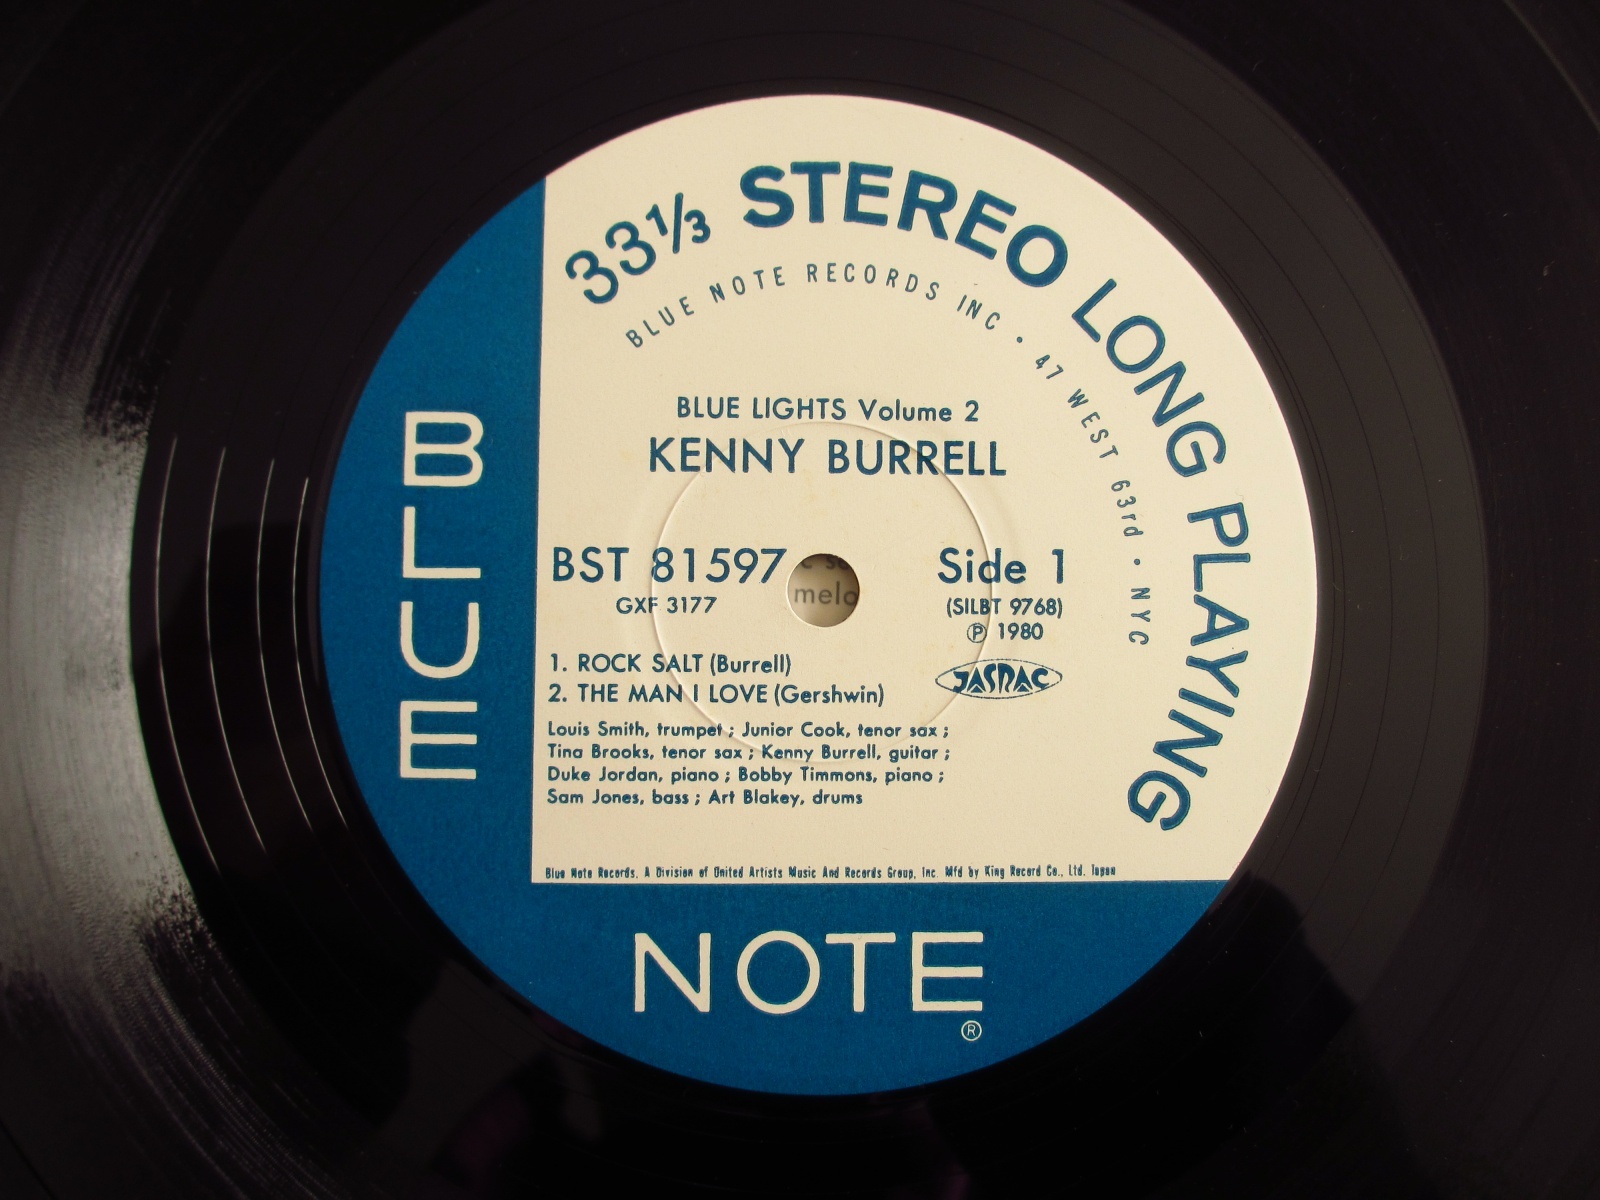 33⅓ STEREO LONG PLAYING
BLUE NOTE RECORDS INC · 47 WEST 63rd · NYC
BLUE LIGHTS Volume 2
KENNY BURRELL
BST 81597
GXF 3177
Side 1
(SILBT 9768)
Ⓟ 1980
JASRAC
melo
1. ROCK SALT (Burrell)
2. THE MAN I LOVE (Gershwin)
Louis Smith, trumpet ; Junior Cook, tenor sax ;
Tina Brooks, tenor sax ; Kenny Burrell, guitar ;
Duke Jordan, piano ; Bobby Timmons, piano ;
Sam Jones, bass ; Art Blakey, drums
Blue Note Records, A Division of United Artists Music And Records Group, Inc. Mfd by King Record Co., Ltd. Japan
BLUE
NOTE
®